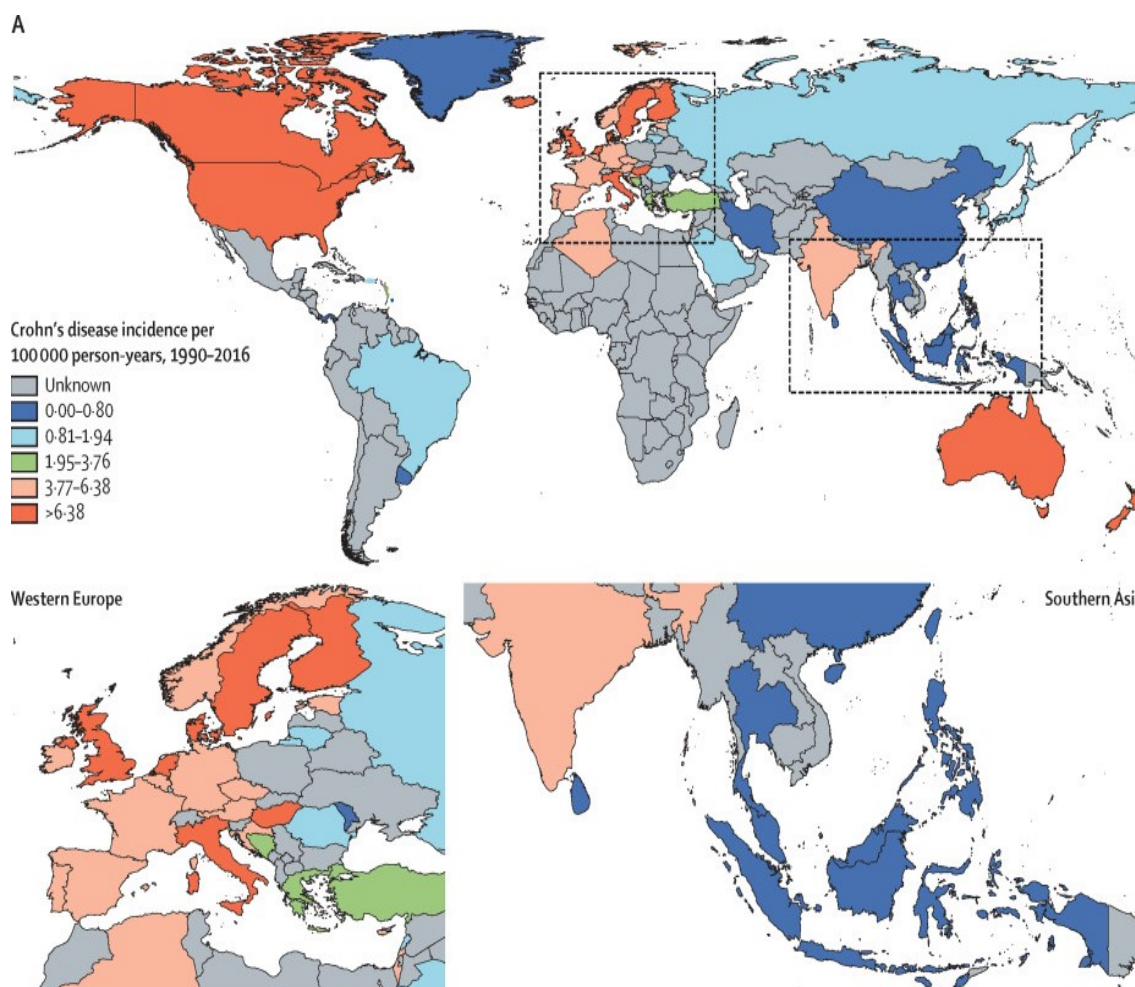 A
Crohn's disease incidence per
100 000 person-years, 1990–2016
Unknown
0·00–0·80
0·81–1·94
1·95–3·76
3·77–6·38
>6·38
Western Europe
Southern Asi